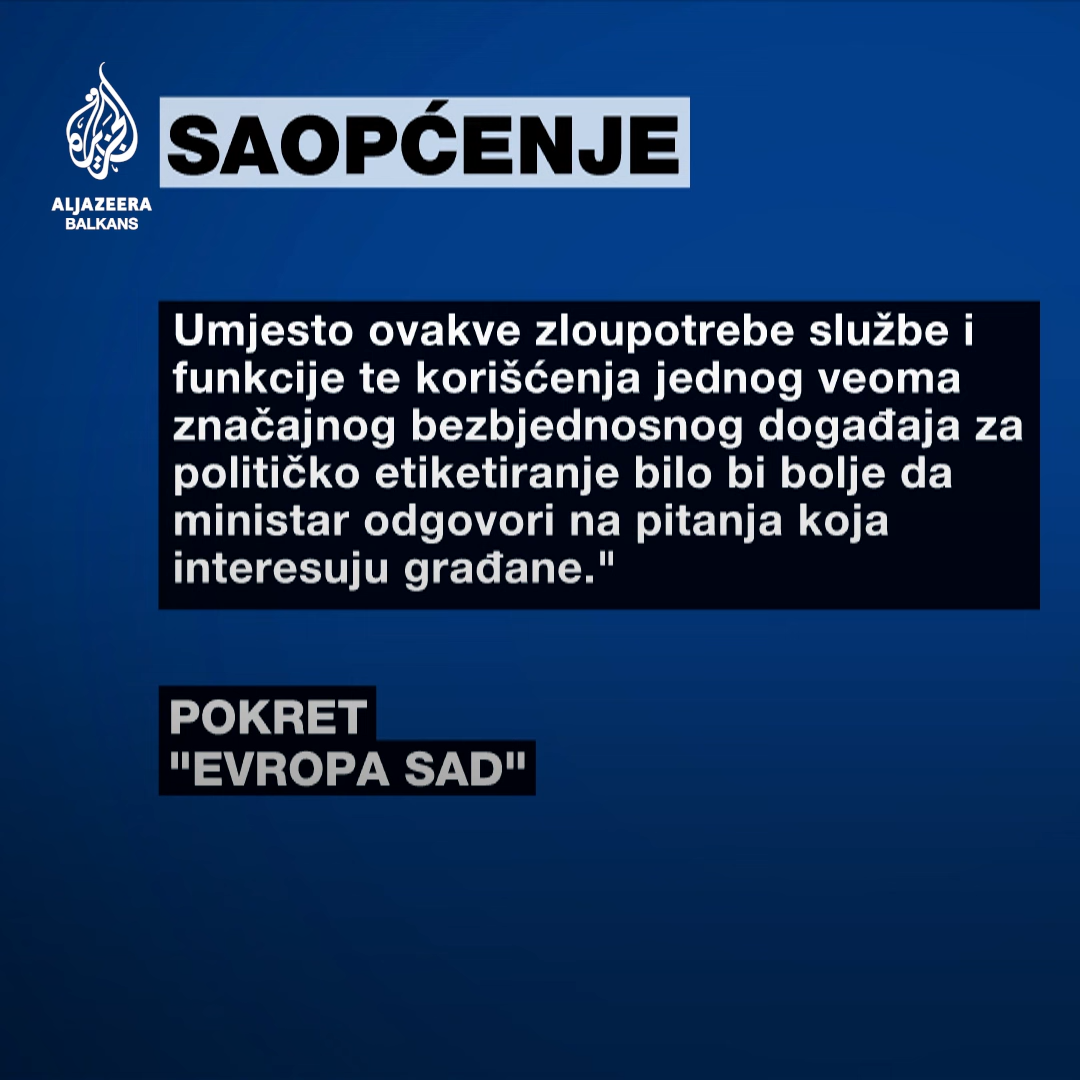 SAOPĆENJE
ALJAZEERA
BALKANS
Umjesto ovakve zloupotrebe službe i
funkcije te korišćenja jednog veoma
značajnog bezbjednosnog događaja za
političko etiketiranje bilo bi bolje da
ministar odgovori na pitanja koja
interesuju građane."
POKRET
"EVROPA SAD"